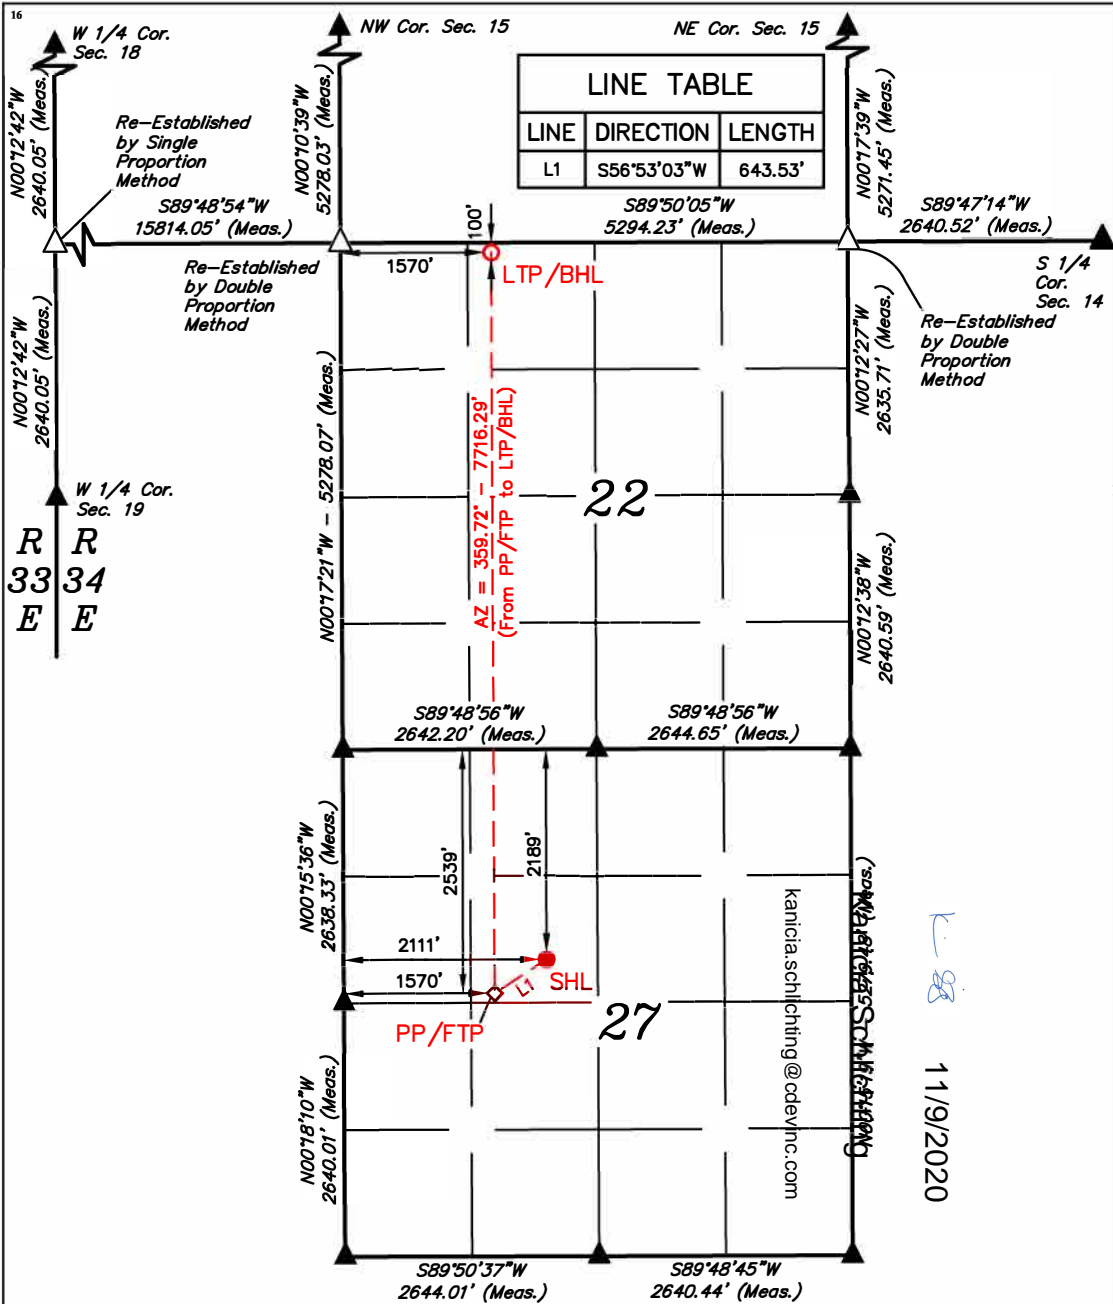 16
W 1/4 Cor.
Sec. 18
NW Cor. Sec. 15
NE Cor. Sec. 15
LINE TABLE
LINE DIRECTION LENGTH
L1 S56°53'03"W 643.53'
N00°12'42"W
2640.05' (Meas.)
Re-Established
by Single
Proportion
Method
N00°10'39"W
5278.03' (Meas.)
N00°17'39"W
5271.45' (Meas.)
S89°48'54"W
15814.05' (Meas.)
100'
S89°50'05"W
5294.23' (Meas.)
S89°47'14"W
2640.52' (Meas.)
1570'
LTP/BHL
Re-Established
by Double
Proportion
Method
S 1/4
Cor.
Sec. 14
Re-Established
by Double
Proportion
Method
N00°12'42"W
2640.05' (Meas.)
N00°12'27"W
2635.71' (Meas.)
N00°17'21"W - 5278.07' (Meas.)
AZ = 359.72° - 7716.29'
(From PP/FTP to LTP/BHL)
22
W 1/4 Cor.
Sec. 19
R R
33 34
E E
N00°12'38"W
2640.59' (Meas.)
S89°48'56"W
2642.20' (Meas.)
S89°48'56"W
2644.65' (Meas.)
N00°15'36"W
2638.33' (Meas.)
2539'
2189'
2111'
SHL
1570'
L1
PP/FTP
27
Kanicia Schlichting
kanicia.schlichting@cdevinc.com
11/9/2020
N00°18'10"W
2640.01' (Meas.)
S89°50'37"W
2644.01' (Meas.)
S89°48'45"W
2640.44' (Meas.)